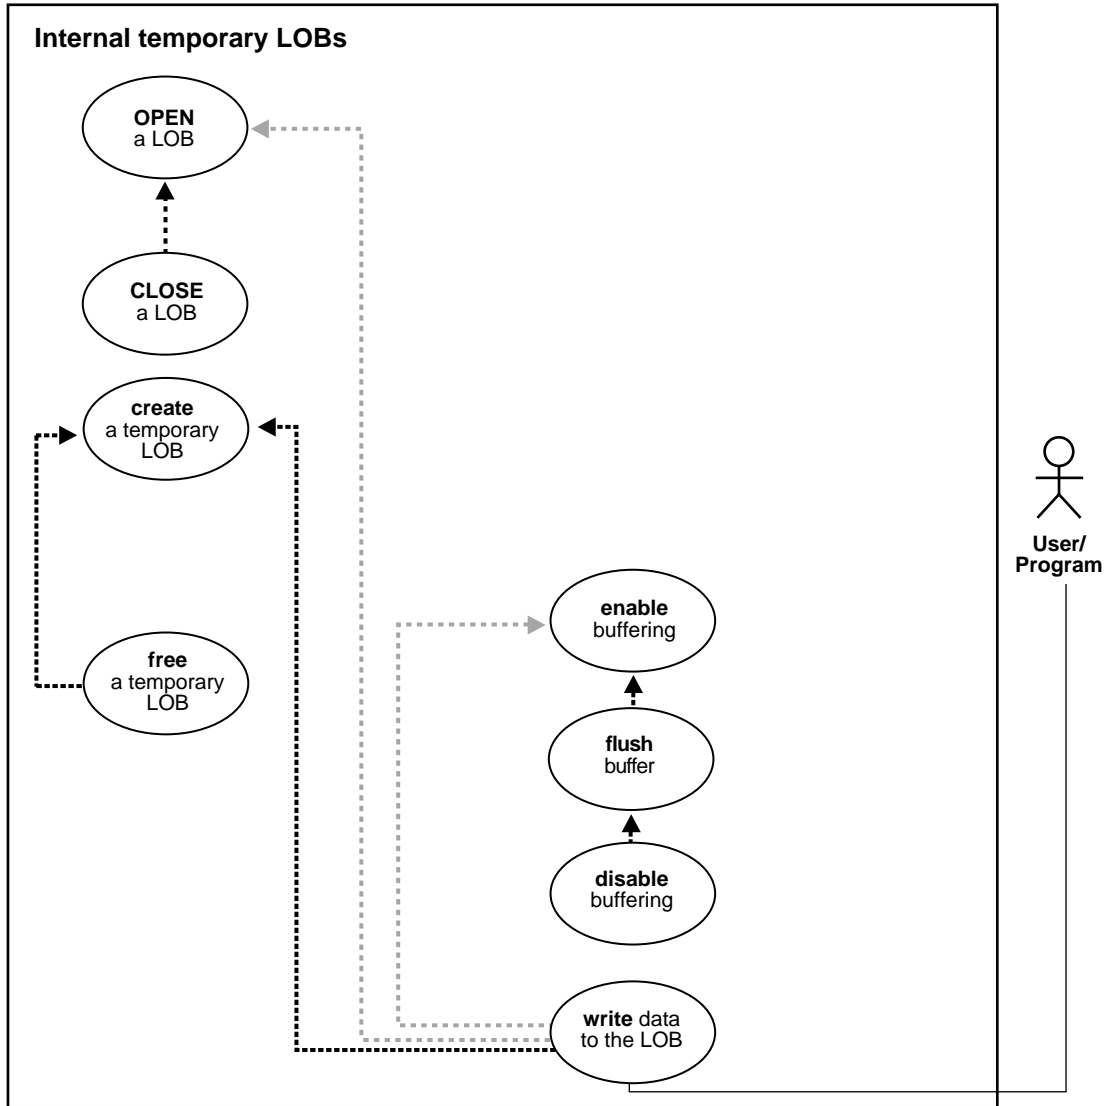 Internal temporary LOBs
OPEN
a LOB
CLOSE
a LOB
create
a temporary
LOB
User/
Program
enable
buffering
free
a temporary
LOB
flush
buffer
disable
buffering
write data
to the LOB